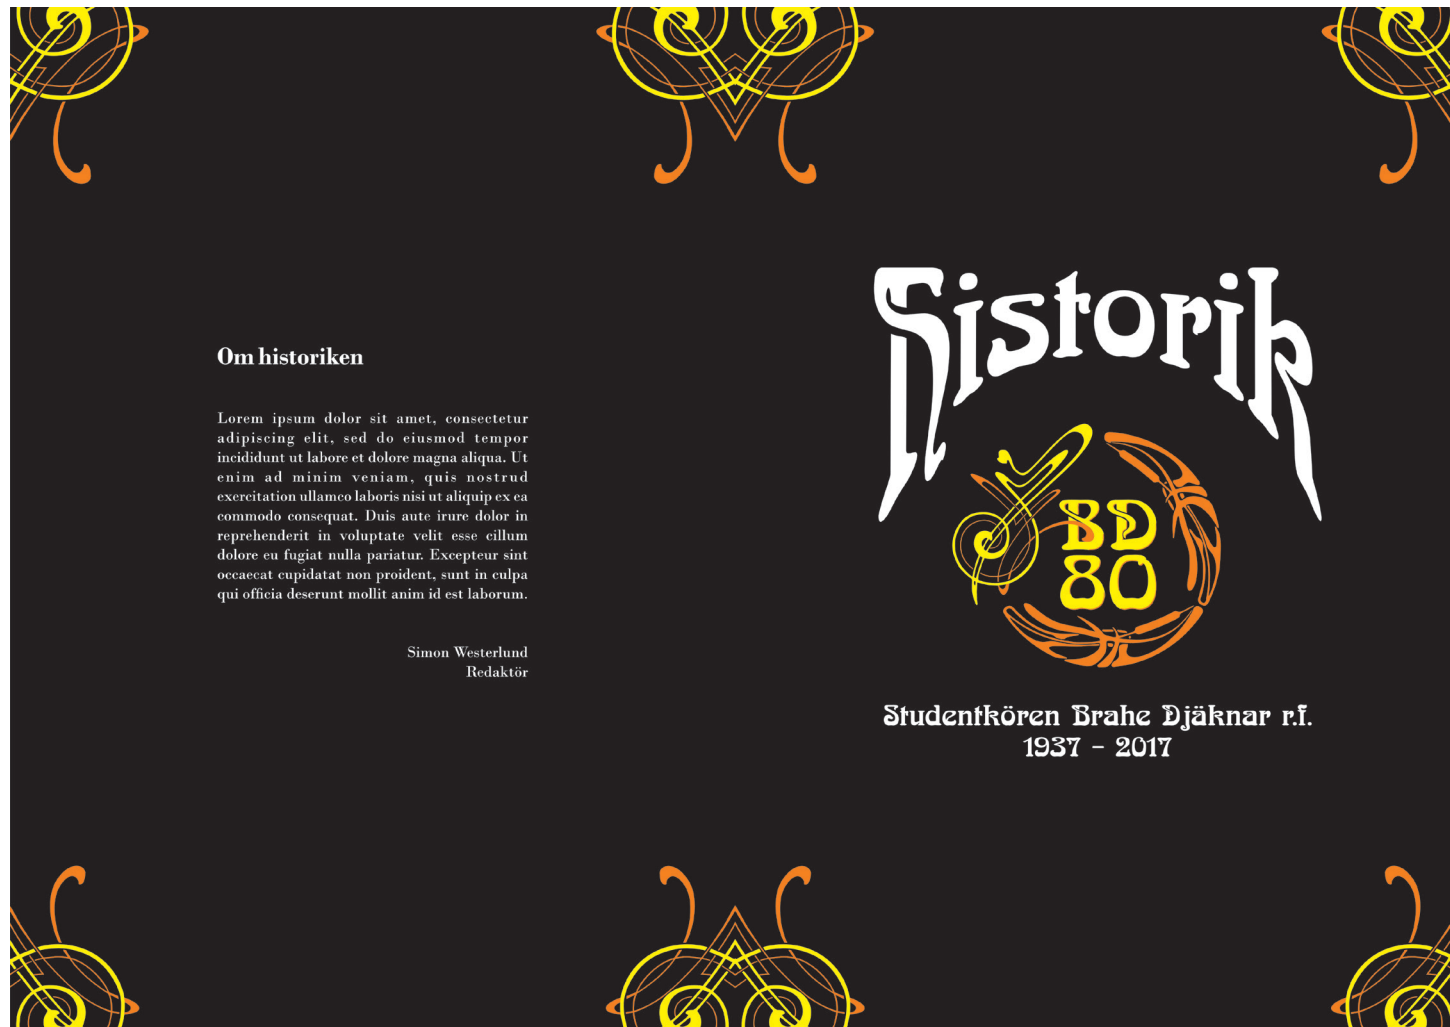 Om historiken
Lorem ipsum dolor sit amet, consectetur
adipiscing elit, sed do eiusmod tempor
incididunt ut labore et dolore magna aliqua. Ut
enim ad minim veniam, quis nostrud
exercitation ullamco laboris nisi ut aliquip ex ea
commodo consequat. Duis aute irure dolor in
reprehenderit in voluptate velit esse cillum
dolore eu fugiat nulla pariatur. Excepteur sint
occaecat cupidatat non proident, sunt in culpa
qui officia deserunt mollit anim id est laborum.
Simon Westerlund
Redaktör
Historik
BD
80
Studentkören Brahe Djäknar r.f.
1937 – 2017